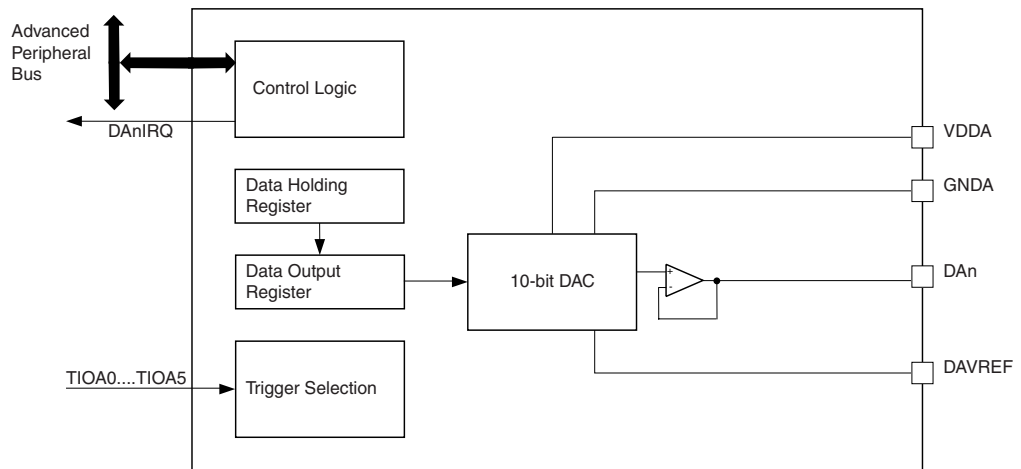 Advanced
Peripheral
Bus
Control Logic
DAnIRQ
VDDA
Data Holding
Register
GNDA
Data Output
Register
10-bit DAC
+
-
DAn
TIOA0....TIOA5
Trigger Selection
DAVREF